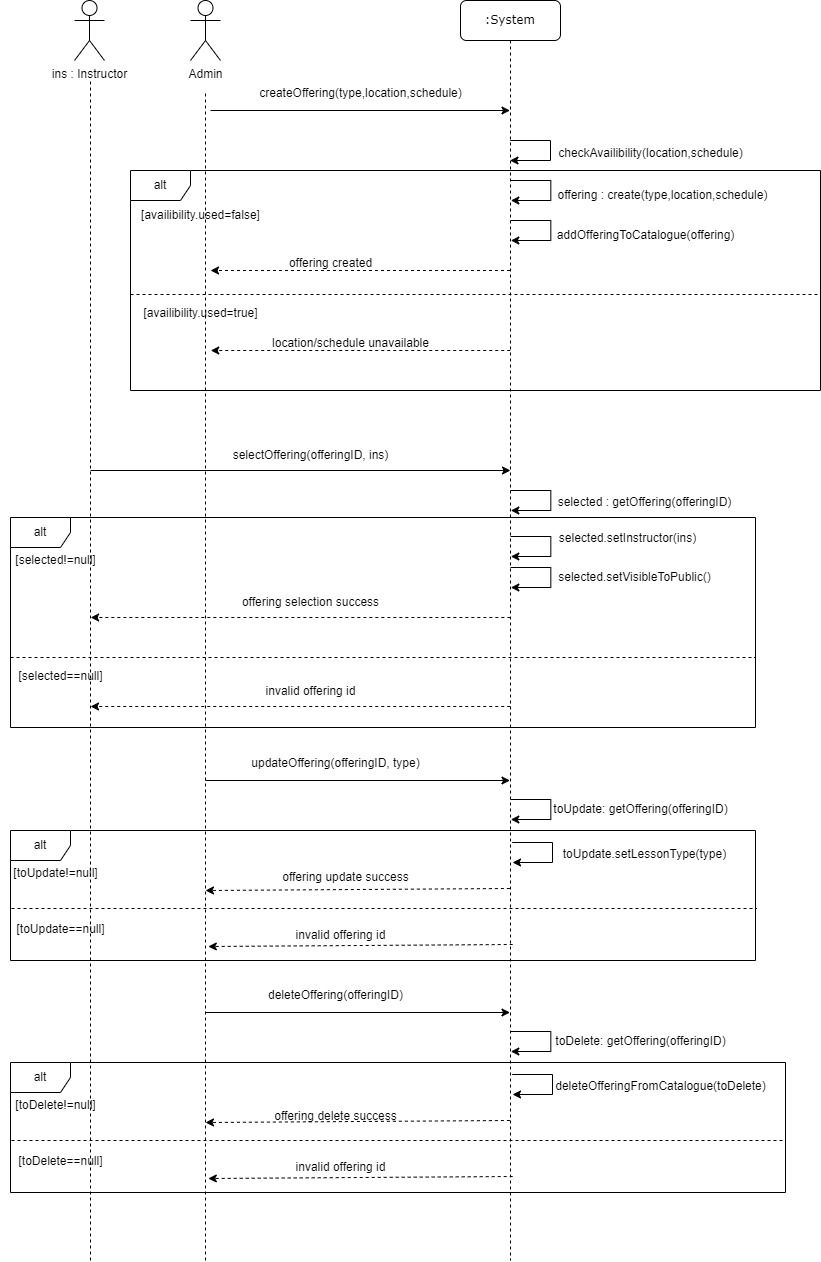 :System
ins : Instructor
Admin
createOffering(type,location,schedule)
checkAvailibility(location,schedule)
alt
offering : create(type,location,schedule)
[availibility.used=false]
addOfferingToCatalogue(offering)
offering created
[availibility.used=true]
location/schedule unavailable
selectOffering(offeringID, ins)
selected : getOffering(offeringID)
alt
selected.setInstructor(ins)
[selected!=null]
selected.setVisibleToPublic()
offering selection success
[selected==null]
invalid offering id
updateOffering(offeringID, type)
toUpdate: getOffering(offeringID)
alt
toUpdate.setLessonType(type)
[toUpdate!=null]
offering update success
[toUpdate==null]
invalid offering id
deleteOffering(offeringID)
toDelete: getOffering(offeringID)
alt
deleteOfferingFromCatalogue(toDelete)
[toDelete!=null]
offering delete success
[toDelete==null]
invalid offering id